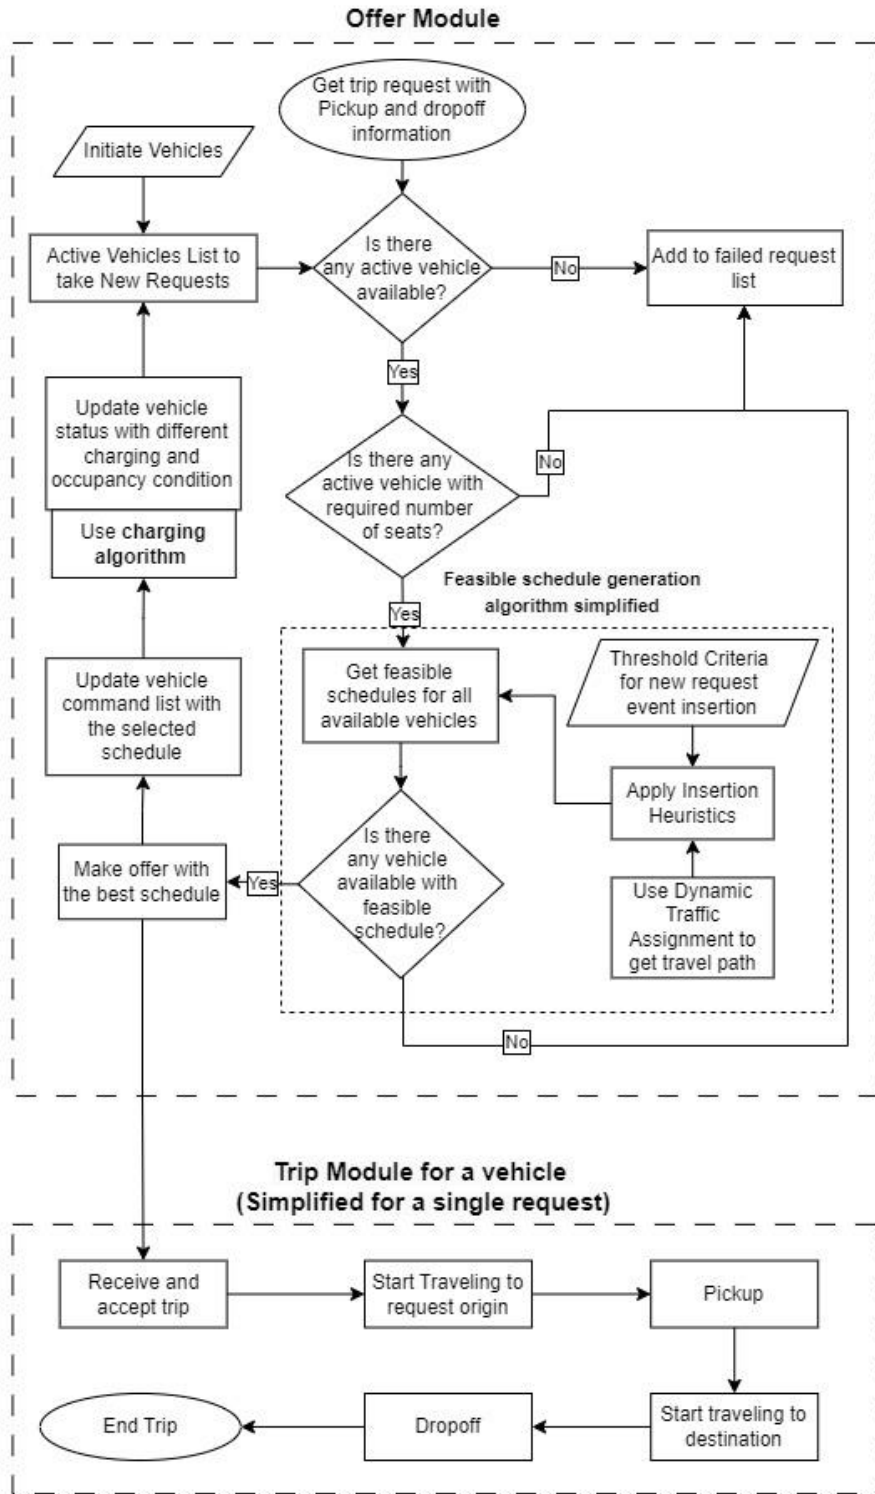 Offer Module
Get trip request with
Pickup and dropoff
information
Initiate Vehicles
Active Vehicles List to
take New Requests
Is there
any active vehicle
available?
No
Add to failed request
list
Yes
Update vehicle
status with different
charging and
occupancy condition
Use charging
algorithm
Is there any
active vehicle with
required number
of seats?
No
Yes
Feasible schedule generation
algorithm simplified
Get feasible
schedules for all
available vehicles
Threshold Criteria
for new request
event insertion
Update vehicle
command list with
the selected
schedule
Apply Insertion
Heuristics
Is there
any vehicle
available with
feasible
schedule?
Yes
Make offer with
the best schedule
Use Dynamic
Traffic
Assignment to
get travel path
No
Trip Module for a vehicle
(Simplified for a single request)
Receive and
accept trip
Start Traveling to
request origin
Pickup
End Trip
Dropoff
Start traveling to
destination